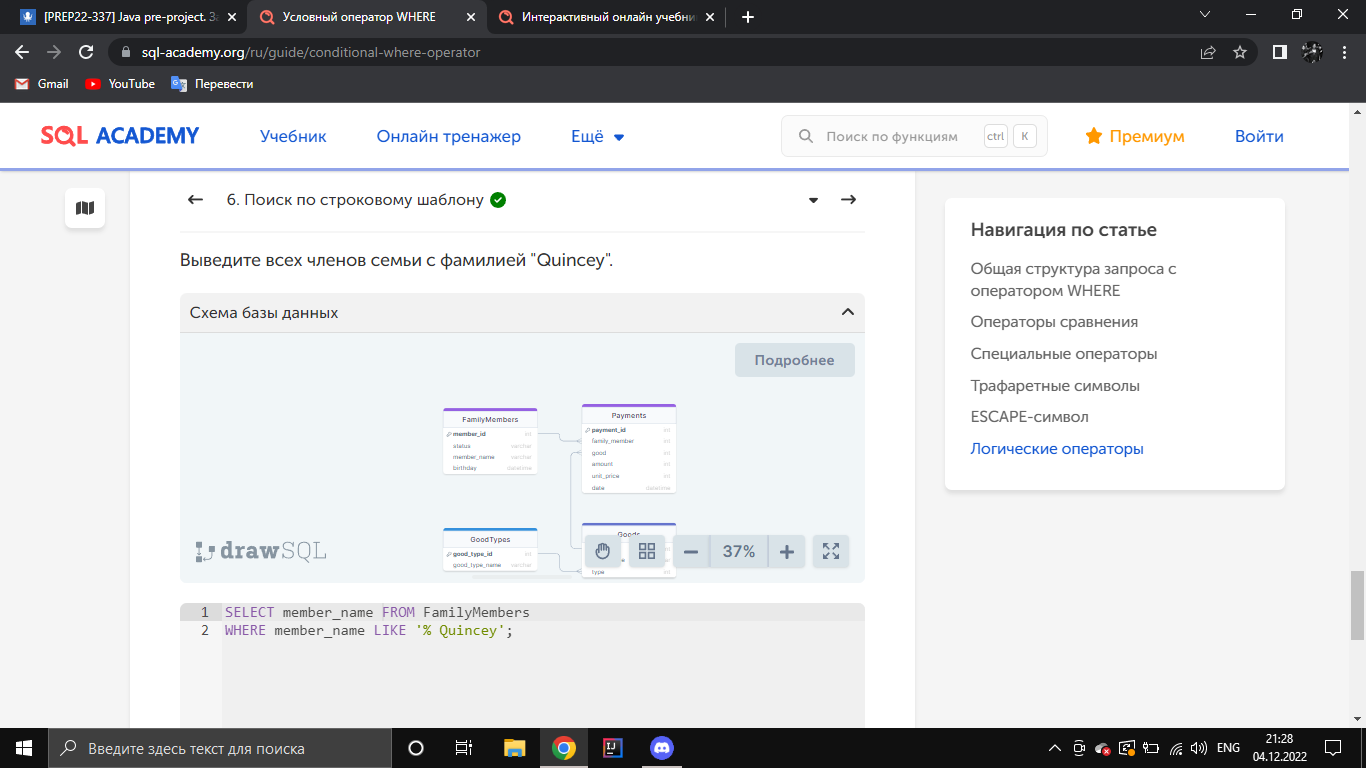 [PREP22-337] Java pre-project. За
Условный оператор WHERE
Интерактивный онлайн учебни
sql-academy.org/ru/guide/conditional-where-operator
Gmail
YouTube
Перевести
SQL ACADEMY
Учебник
Онлайн тренажер
Ещё
Поиск по функциям
ctrl
K
Премиум
Войти
6. Поиск по строковому шаблону
Выведите всех членов семьи с фамилией "Quincey".
Схема базы данных
Подробнее
FamilyMembers
member_id int
status varchar
member_name varchar
birthday datetime
Payments
payment_id int
family_member int
good int
amount int
unit_price int
date datetime
GoodTypes
good_type_id int
good_type_name varchar
Goods
type int
drawSQL
37%
1 SELECT member_name FROM FamilyMembers
2 WHERE member_name LIKE '% Quincey';
Навигация по статье
Общая структура запроса с
оператором WHERE
Операторы сравнения
Специальные операторы
Трафаретные символы
ESCAPE-символ
Логические операторы
Введите здесь текст для поиска
ENG
21:28
04.12.2022